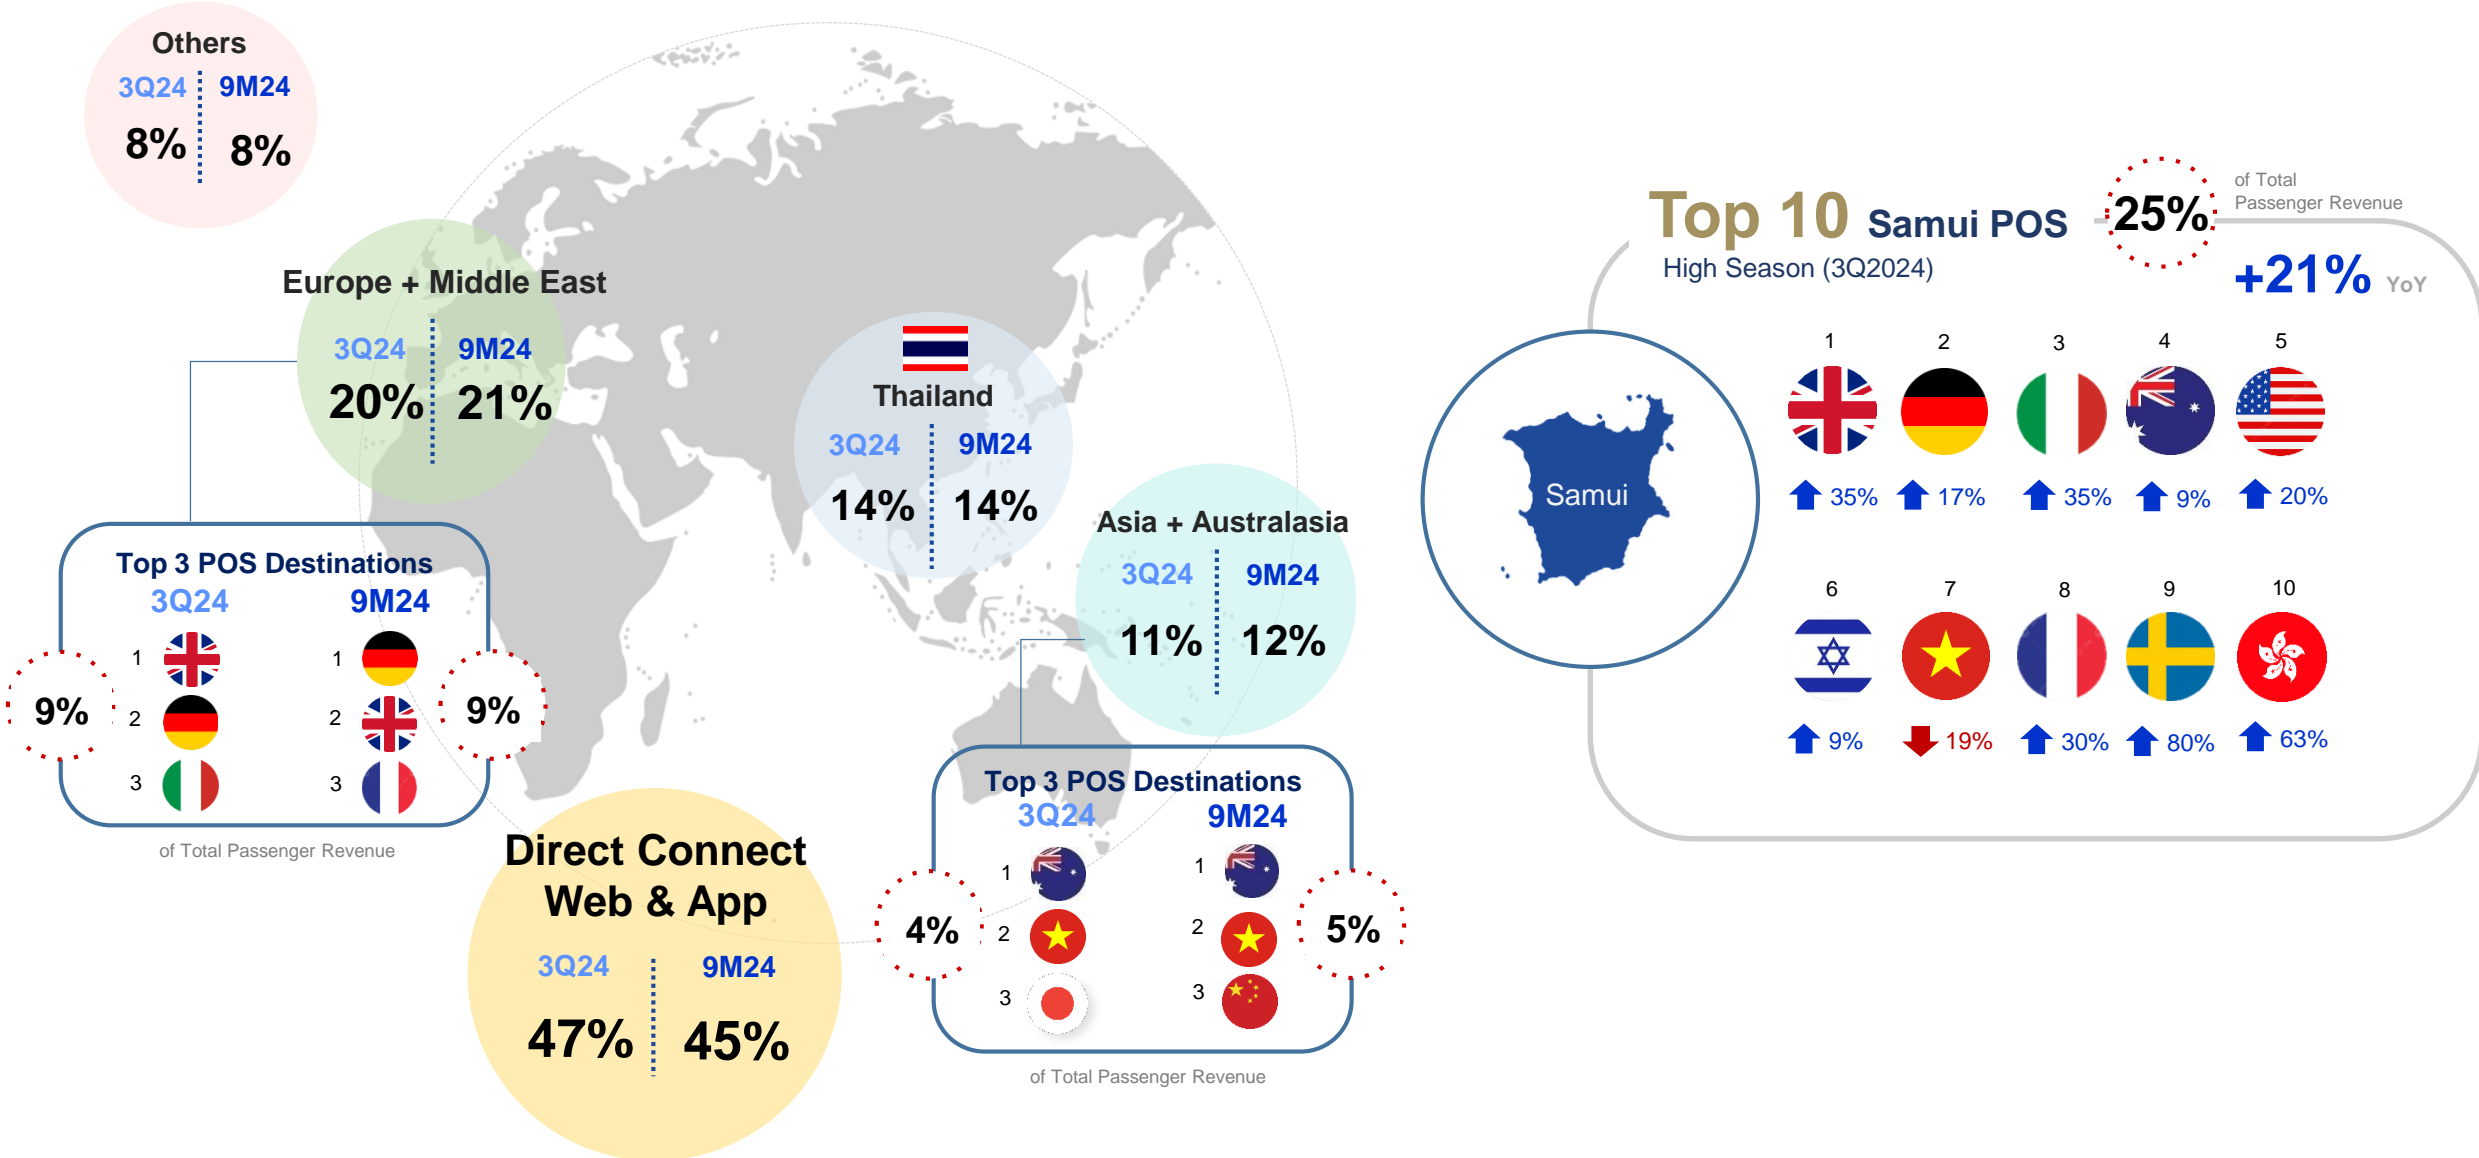 Others
3Q24 9M24
8% 8%
Europe + Middle East
3Q24 9M24
20% 21%
Thailand
3Q24 9M24
14% 14%
Asia + Australasia
3Q24 9M24
11% 12%
Top 3 POS Destinations
3Q24 9M24
1 1
9% 2 2 9%
3 3
of Total Passenger Revenue
Direct Connect
Web & App
3Q24 9M24
47% 45%
Top 3 POS Destinations
3Q24 9M24
1 1
4% 2 2 5%
3 3
of Total Passenger Revenue
Top 10 Samui POS
High Season (3Q2024)
25%
of Total
Passenger Revenue
+21% YoY
Samui
1 2 3 4 5
35% 17% 35% 9% 20%
6 7 8 9 10
9% 19% 30% 80% 63%